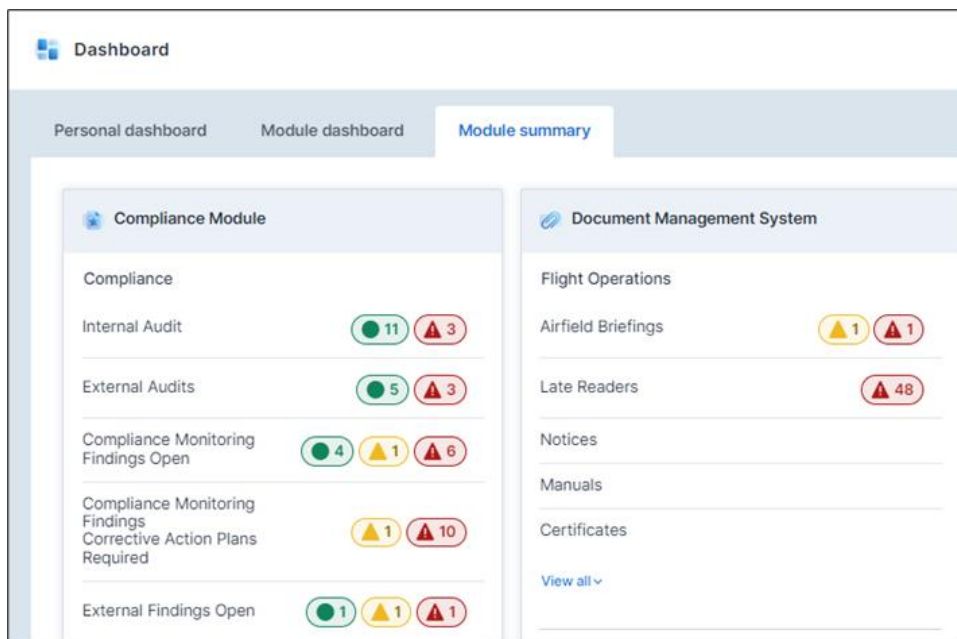 Dashboard
Personal dashboard
Module dashboard
Module summary
Compliance Module
Compliance
Internal Audit
11
3
External Audits
5
3
Compliance Monitoring
Findings Open
4
1
6
Compliance Monitoring
Findings
Corrective Action Plans
Required
1
10
External Findings Open
1
1
1
Document Management System
Flight Operations
Airfield Briefings
1
1
Late Readers
48
Notices
Manuals
Certificates
View all